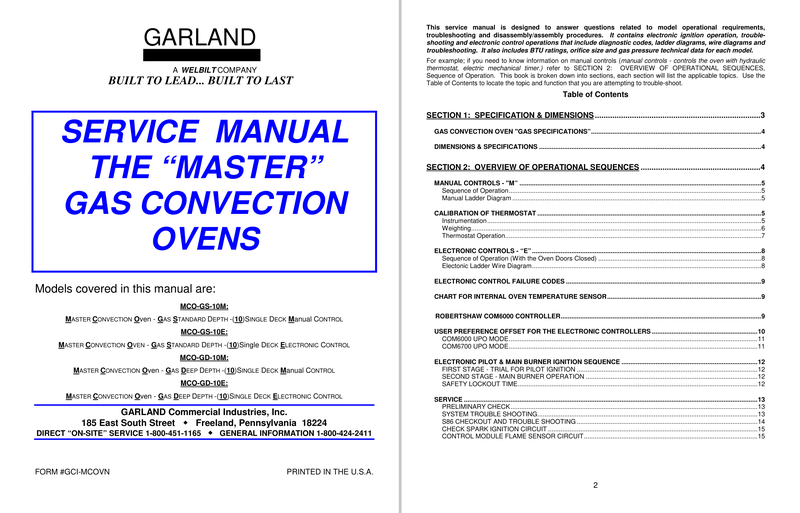 GARLAND
A WELBILT COMPANY
BUILT TO LEAD... BUILT TO LAST
SERVICE MANUAL
THE “MASTER”
GAS CONVECTION
OVENS
Models covered in this manual are:
MCO-GS-10M:
MASTER CONVECTION OVEN - GAS STANDARD DEPTH -(10)SINGLE DECK MANUAL CONTROL
MCO-GS-10E:
MASTER CONVECTION OVEN - GAS STANDARD DEPTH -(10)SINGLE DECK ELECTRONIC CONTROL
MCO-GD-10M:
MASTER CONVECTION OVEN - GAS DEEP DEPTH -(10)SINGLE DECK MANUAL CONTROL
MCO-GD-10E:
MASTER CONVECTION OVEN - GAS DEEP DEPTH -(10)SINGLE DECK ELECTRONIC CONTROL
GARLAND Commercial Industries, Inc.
185 East South Street ◆ Freeland, Pennsylvania 18224
DIRECT “ON-SITE” SERVICE 1-800-451-1165 ◆ GENERAL INFORMATION 1-800-424-2411
FORM #GCI-MCOVN PRINTED IN THE U.S.A.
This service manual is designed to answer questions related to model operational requirements,
troubleshooting and disassembly/assembly procedures. It contains electronic ignition operation, trouble-
shooting and electronic control operations that include diagnostic codes, ladder diagrams, wire diagrams and
troubleshooting. It also includes BTU ratings, orifice size and gas pressure technical data for each model.
For example; if you need to know information on manual controls (manual controls - controls the oven with hydraulic
thermostat, electric mechanical timer.) refer to SECTION 2: OVERVIEW OF OPERATIONAL SEQUENCES,
Sequence of Operation. This book is broken down into sections, each section will list the applicable topics. Use the
Table of Contents to locate the topic and function that you are attempting to trouble-shoot.
Table of Contents
SECTION 1: SPECIFICATION & DIMENSIONS...3
GAS CONVECTION OVEN "GAS SPECIFICATIONS"...4
DIMENSIONS & SPECIFICATIONS...4
SECTION 2: OVERVIEW OF OPERATIONAL SEQUENCES...4
MANUAL CONTROLS - "M"...5
Sequence of Operation...5
Manual Ladder Diagram...5
CALIBRATION OF THERMOSTAT...5
Instrumentation...5
Weighting...6
Thermostat Operation...7
ELECTRONIC CONTROLS - “E”...8
Sequence of Operation (With the Oven Doors Closed)...8
Electonic Ladder Wire Diagram...8
ELECTRONIC CONTROL FAILURE CODES...9
CHART FOR INTERNAL OVEN TEMPERATURE SENSOR...9
ROBERTSHAW COM6000 CONTROLLER...9
USER PREFERENCE OFFSET FOR THE ELECTRONIC CONTROLLERS...10
COM6000 UPO MODE...11
COM6700 UPO MODE...11
ELECTRONIC PILOT & MAIN BURNER IGNITION SEQUENCE...12
FIRST STAGE - TRIAL FOR PILOT IGNITION...12
SECOND STAGE - MAIN BURNER OPERATION...12
SAFETY LOCKOUT TIME...12
SERVICE...13
PRELIMINARY CHECK...13
SYSTEM TROUBLE SHOOTING...13
S86 CHECKOUT AND TROUBLE SHOOTING...14
CHECK SPARK IGNITION CIRCUIT...15
CONTROL MODULE FLAME SENSOR CIRCUIT...15
2